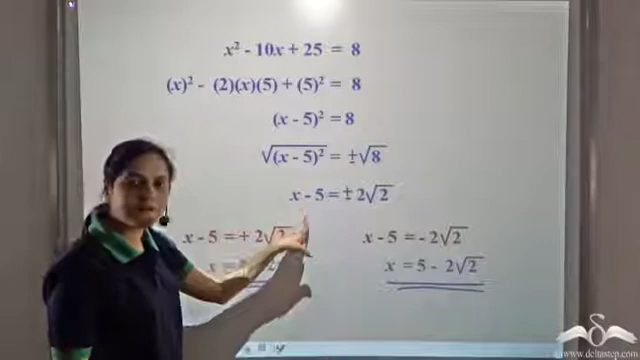 x² - 10x + 25 = 8
(x)² - (2)(x)(5) + (5)² = 8
(x - 5)² = 8
√(x - 5)² = ±√8
x - 5 = ± 2√2
x - 5 = + 2√2
x - 5 = - 2√2
x = 5 - 2√2
www.deltastep.com